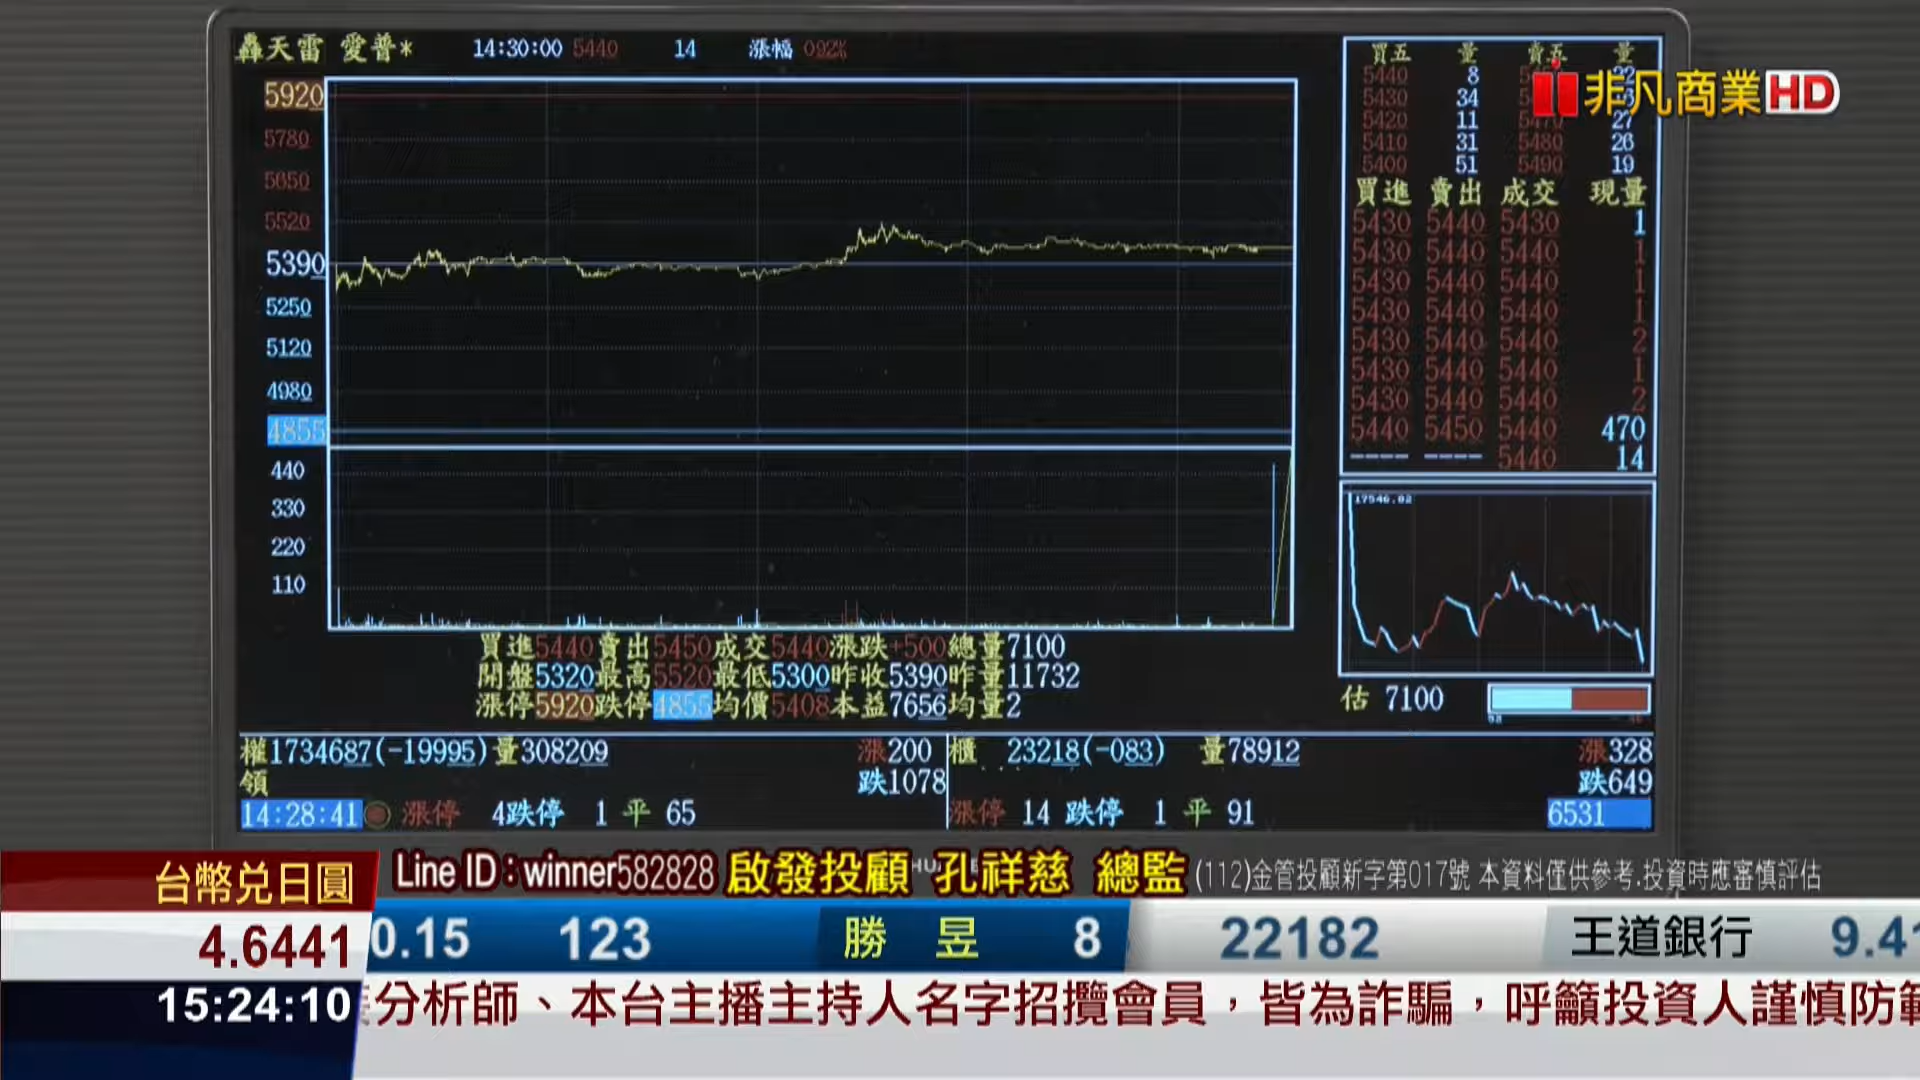 轟天雷 愛普* 14:30:00 5440 14 漲幅 092%
5920
5780
5650
5520
5390
5250
5120
4980
4855
440
330
220
110
買五 量 賣五 量
5440 8 22
5430 34
5420 11 27
5410 31 5480 26
5400 51 5490 19
非凡商業HD
買進 賣出 成交 現量
5430 5440 5430 1
5430 5440 5440 1
5430 5440 5440 1
5430 5440 5440 1
5430 5440 5440 2
5430 5440 5440 1
5430 5440 5440 2
5440 5450 5440 470
---- ---- 5440 14
17546.82
估 7100
買進5440賣出5450成交5440漲跌+500總量7100
開盤5320最高5520最低5300昨收5390昨量11732
漲停5920跌停4855均價5408本益7656均量2
權1734687(-19995)量308209 漲200
領 跌1078
14:28:41 漲停 4跌停 1 平 65
櫃 23218(-083) 量78912 漲328
跌649
漲停 14 跌停 1 平 91 6531
台幣兌日圓
4.6441
15:24:10
Line ID：winner582828 啟發投顧 孔祥慈 總監 (112)金管投顧新字第017號 本資料僅供參考.投資時應審慎評估
0.15 123 勝昱 8 22182 王道銀行 9.41
分析師、本台主播主持人名字招攬會員，皆為詐騙，呼籲投資人謹慎防範